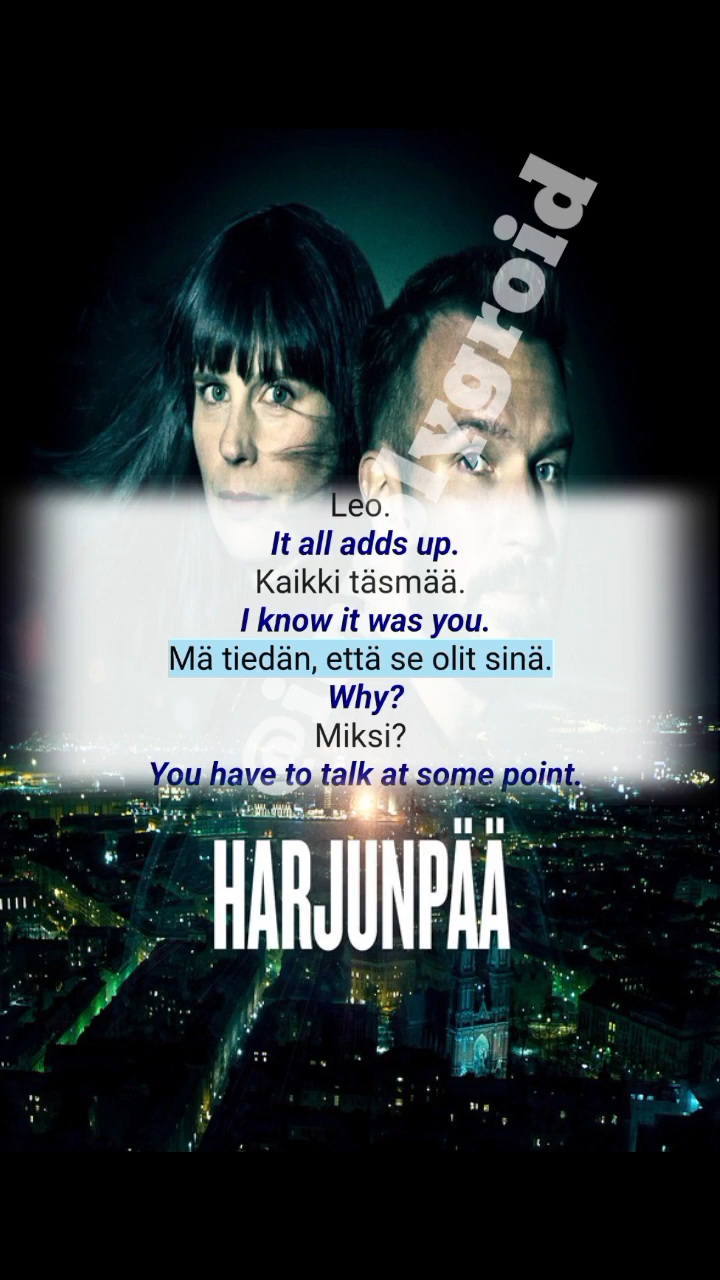 Leo.
It all adds up.
Kaikki täsmää.
I know it was you.
Mä tiedän, että se olit sinä.
Why?
Miksi?
You have to talk at some point.
HARJUNPÄÄ